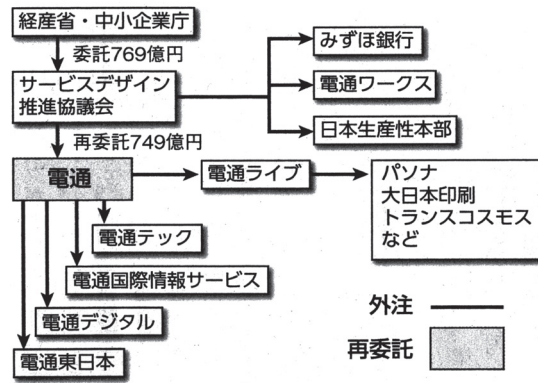 経産省・中小企業庁
委託769億円
サービスデザイン
推進協議会
みずほ銀行
電通ワークス
日本生産性本部
再委託749億円
電通
電通ライブ
パソナ
大日本印刷
トランスコスモス
など
電通テック
電通国際情報サービス
電通デジタル
電通東日本
外注
再委託